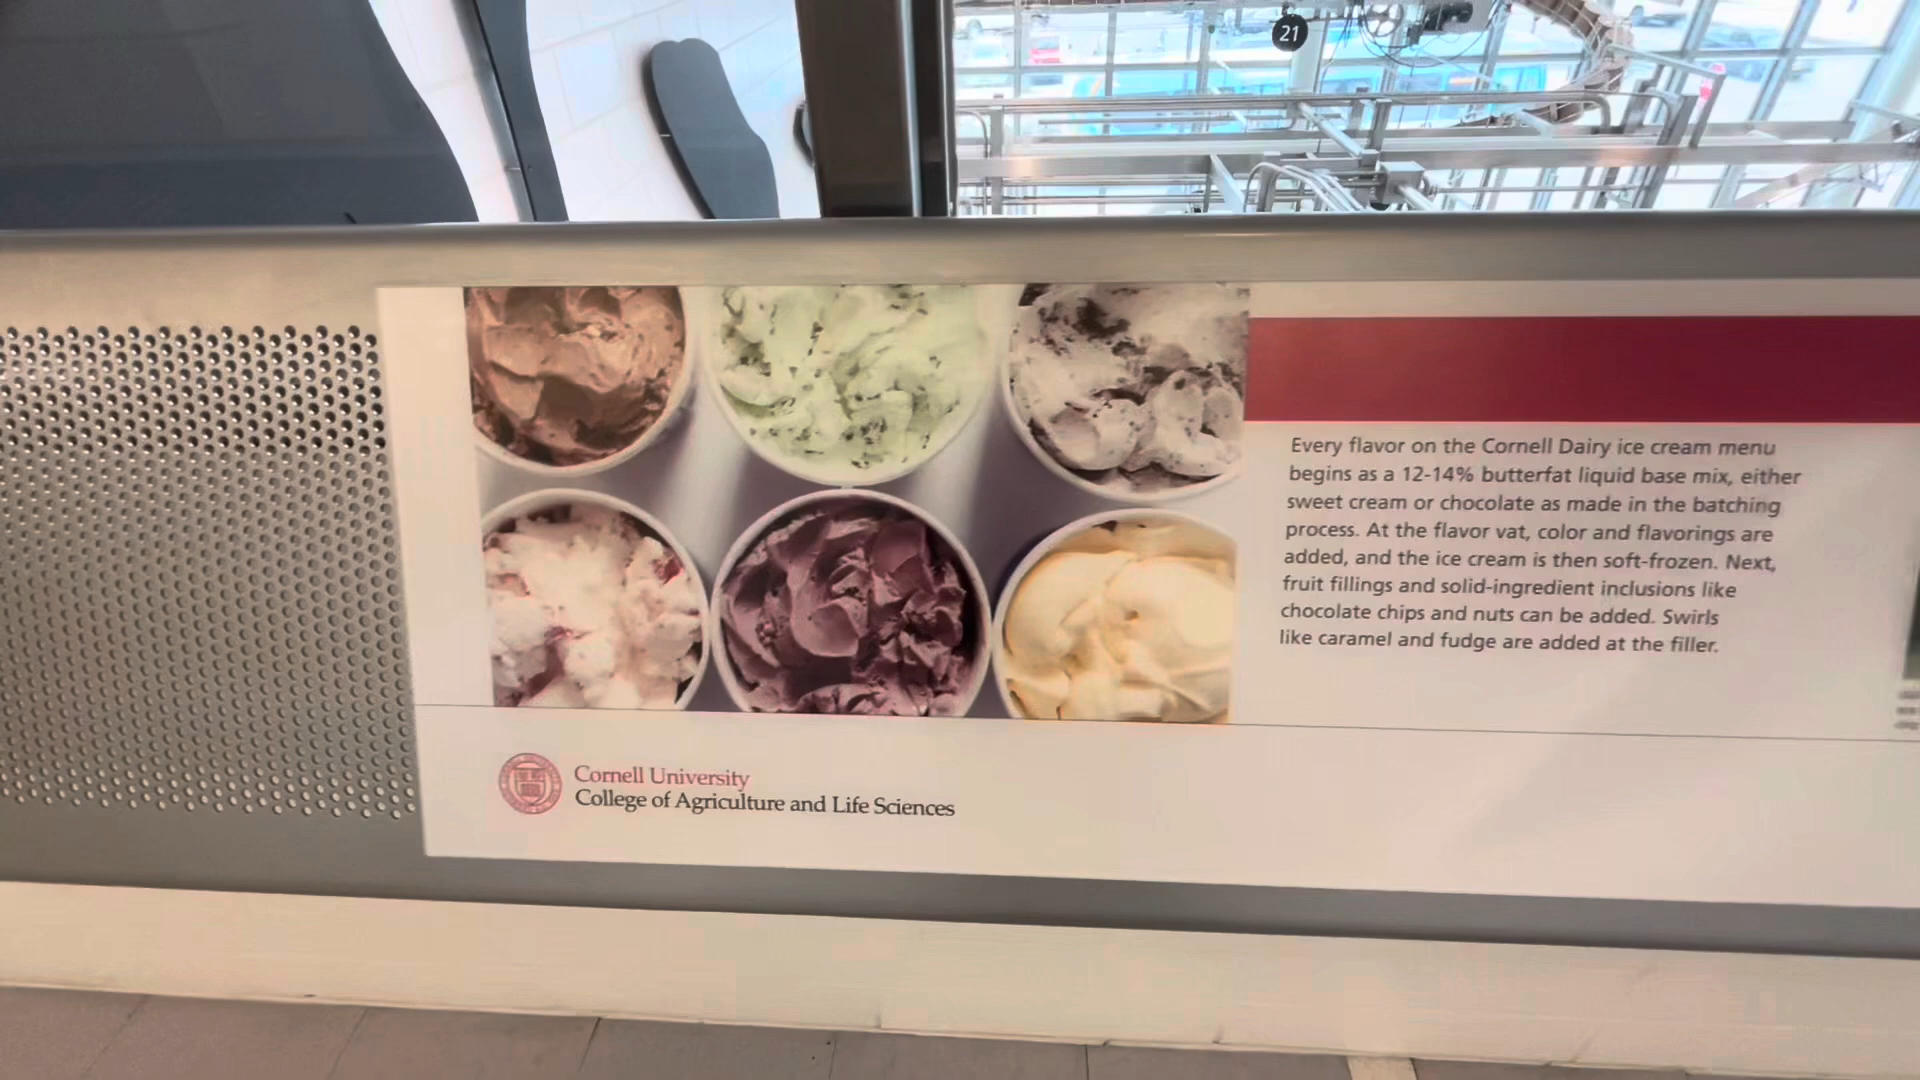 21
Every flavor on the Cornell Dairy ice cream menu
begins as a 12-14% butterfat liquid base mix, either
sweet cream or chocolate as made in the batching
process. At the flavor vat, color and flavorings are
added, and the ice cream is then soft-frozen. Next,
fruit fillings and solid-ingredient inclusions like
chocolate chips and nuts can be added. Swirls
like caramel and fudge are added at the filler.
Cornell University
College of Agriculture and Life Sciences